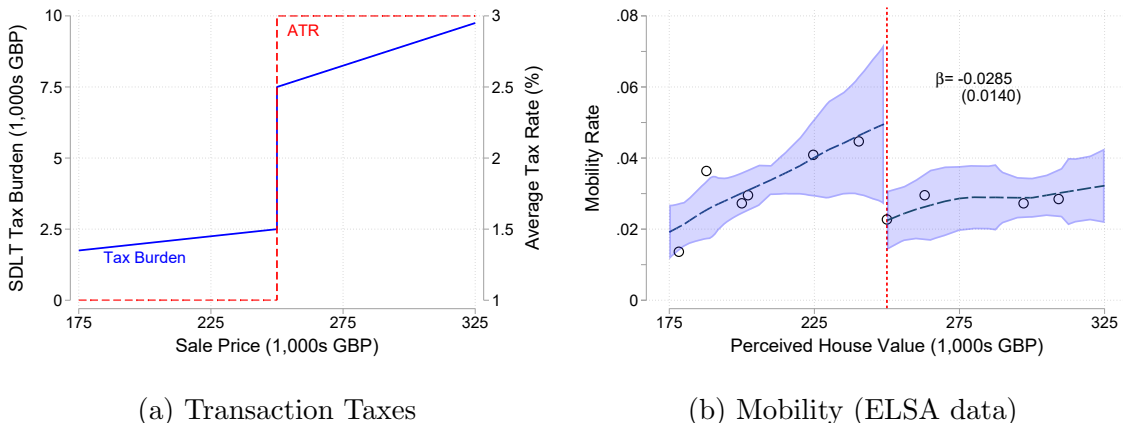 SDLT Tax Burden (1,000s GBP)
10
7.5
5
2.5
0
ATR
Tax Burden
3
2.5
2
1.5
1
Average Tax Rate (%)
175
225
275
325
Sale Price (1,000s GBP)
(a) Transaction Taxes
Mobility Rate
.08
.06
.04
.02
0
β= -0.0285
(0.0140)
175
225
275
325
Perceived House Value (1,000s GBP)
(b) Mobility (ELSA data)